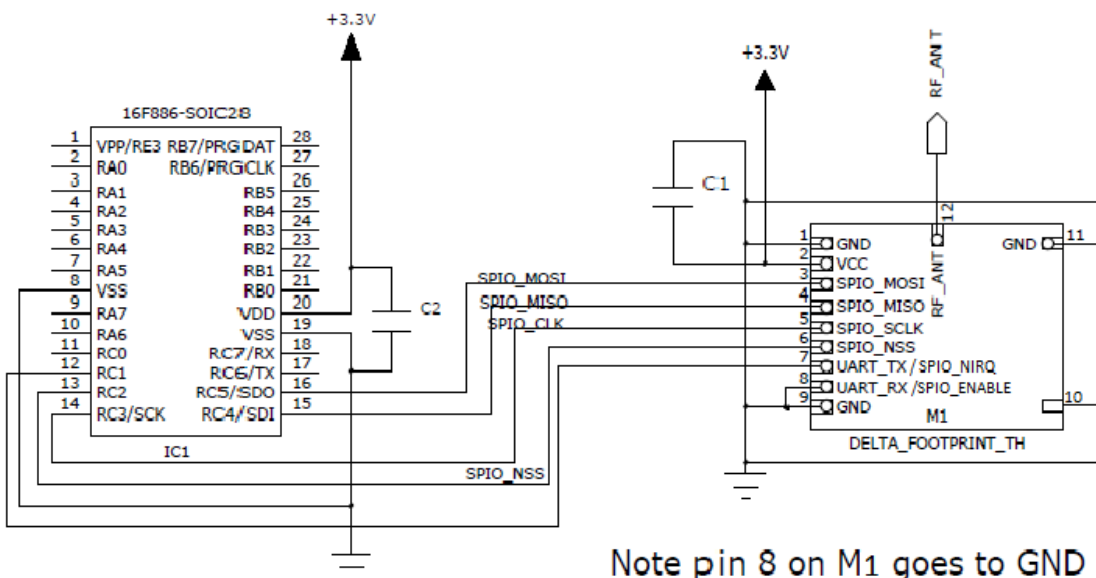 +3.3V
16F886-SOIC28
1 VPP/RE3 RB7/PRGDAT 28
2 RA0 RB6/PRGCLK 27
3 RA1 RB5 26
4 RA2 RB4 25
5 RA3 RB3 24
6 RA4 RB2 23
7 RA5 RB1 22
8 VSS RB0 21
9 RA7 VDD 20
10 RA6 VSS 19
11 RC0 RC7/RX 18
12 RC1 RC6/TX 17
13 RC2 RC5/SDO 16
14 RC3/SCK RC4/SDI 15
IC1
C2
SPIO_MOSI
SPIO_MISO
SPIO_CLK
SPIO_NSS
+3.3V
C1
RF_ANT
12
RF_ANT
1 GND
2 VCC
3 SPIO_MOSI
4 SPIO_MISO
5 SPIO_SCLK
6 SPIO_NSS
7 UART_TX/SPIO_NIRQ
8 UART_RX/SPIO_ENABLE
9 GND
GND 11
10
M1
DELTA_FOOTPRINT_TH
Note pin 8 on M1 goes to GND